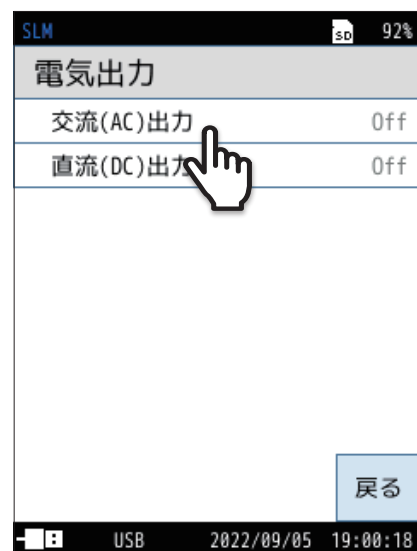 SLM SD 92%
電気出力
交流(AC)出力 Off
直流(DC)出力 Off
戻る
USB 2022/09/05 19:00:18